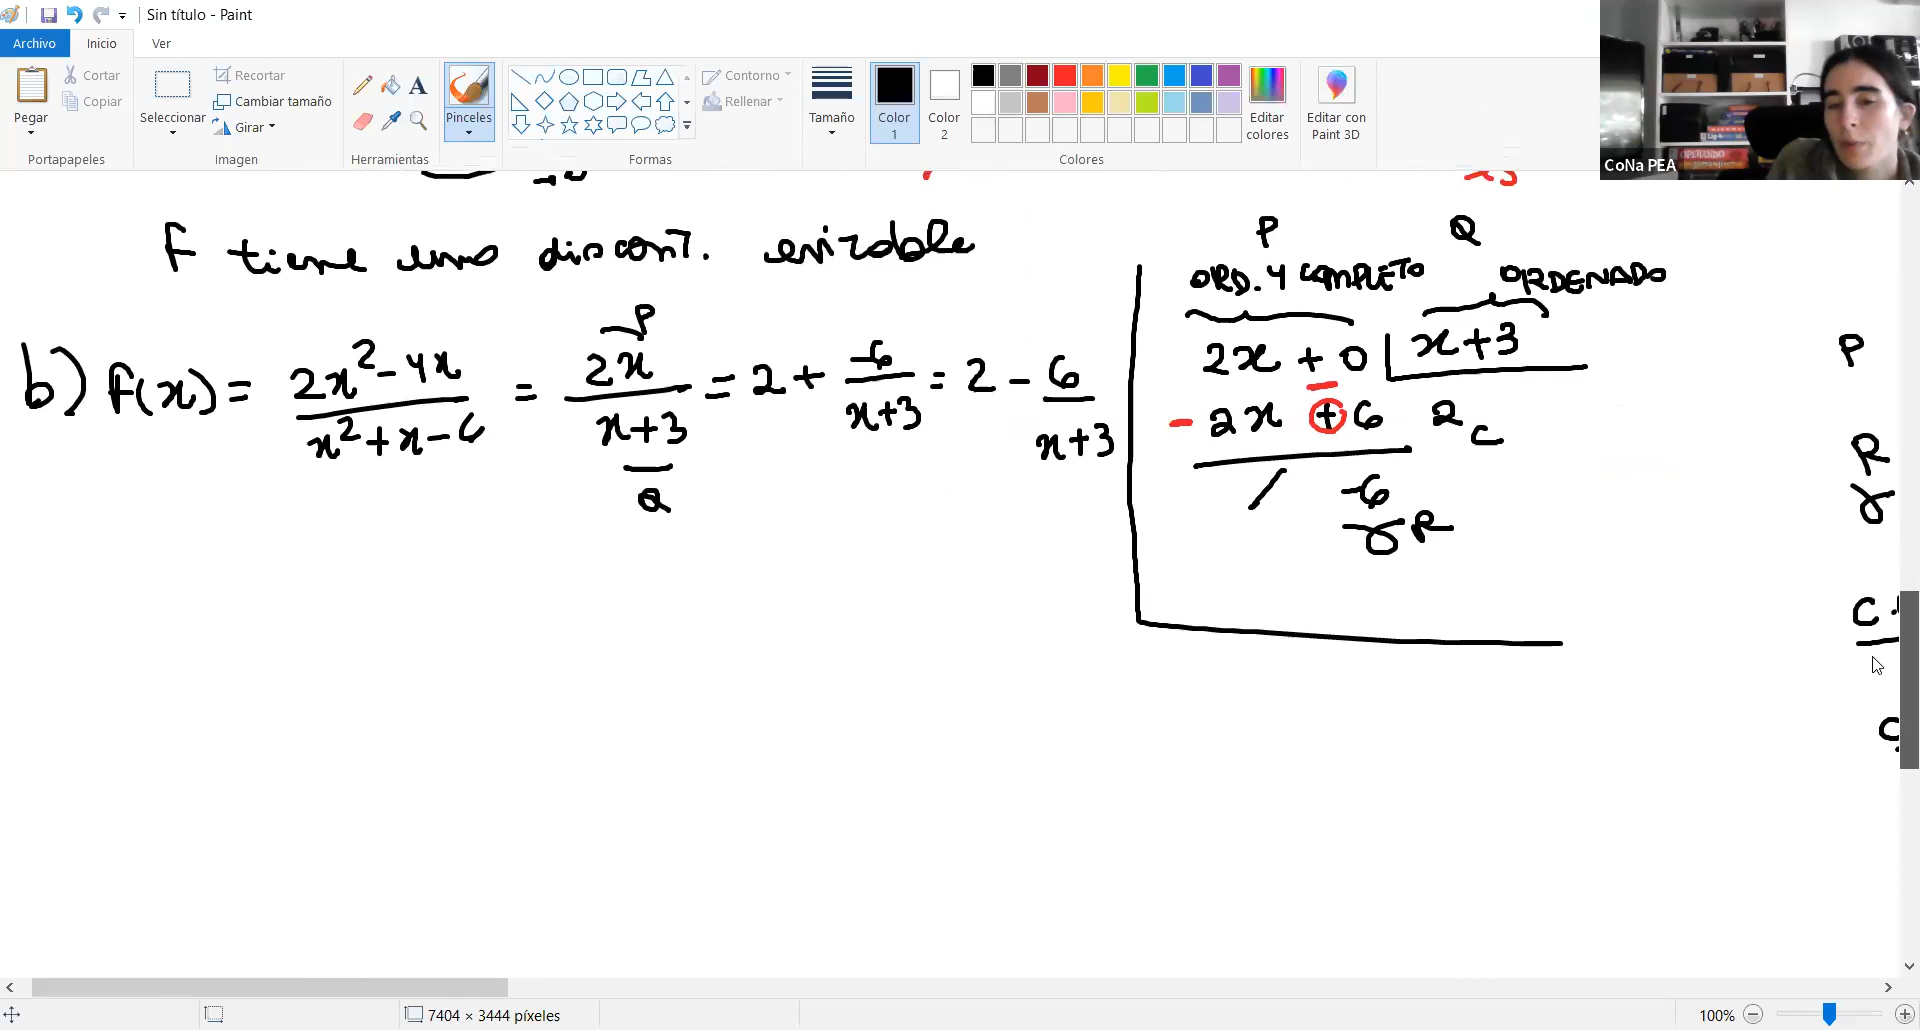 Sin título - Paint
Archivo Inicio Ver
Pegar
Cortar
Copiar
Portapapeles
Seleccionar
Recortar
Cambiar tamaño
Girar
Imagen
Herramientas
Pinceles
Formas
Contorno
Rellenar
Tamaño
Color 1
Color 2
Colores
Editar colores
Editar con Paint 3D
CoNa PEA
F tiene una discont. evitable
b) f(x) = (2x² - 4x)/(x² + x - 6) = 2x/(x+3) = 2 + -6/(x+3) = 2 - 6/(x+3)
P
Q
P Q
ORD. Y COMPLETO ORDENADO
2x + 0 x+3
- 2x + 6 2 C
/ -6
R
P
R
C
7404 × 3444 píxeles
100%